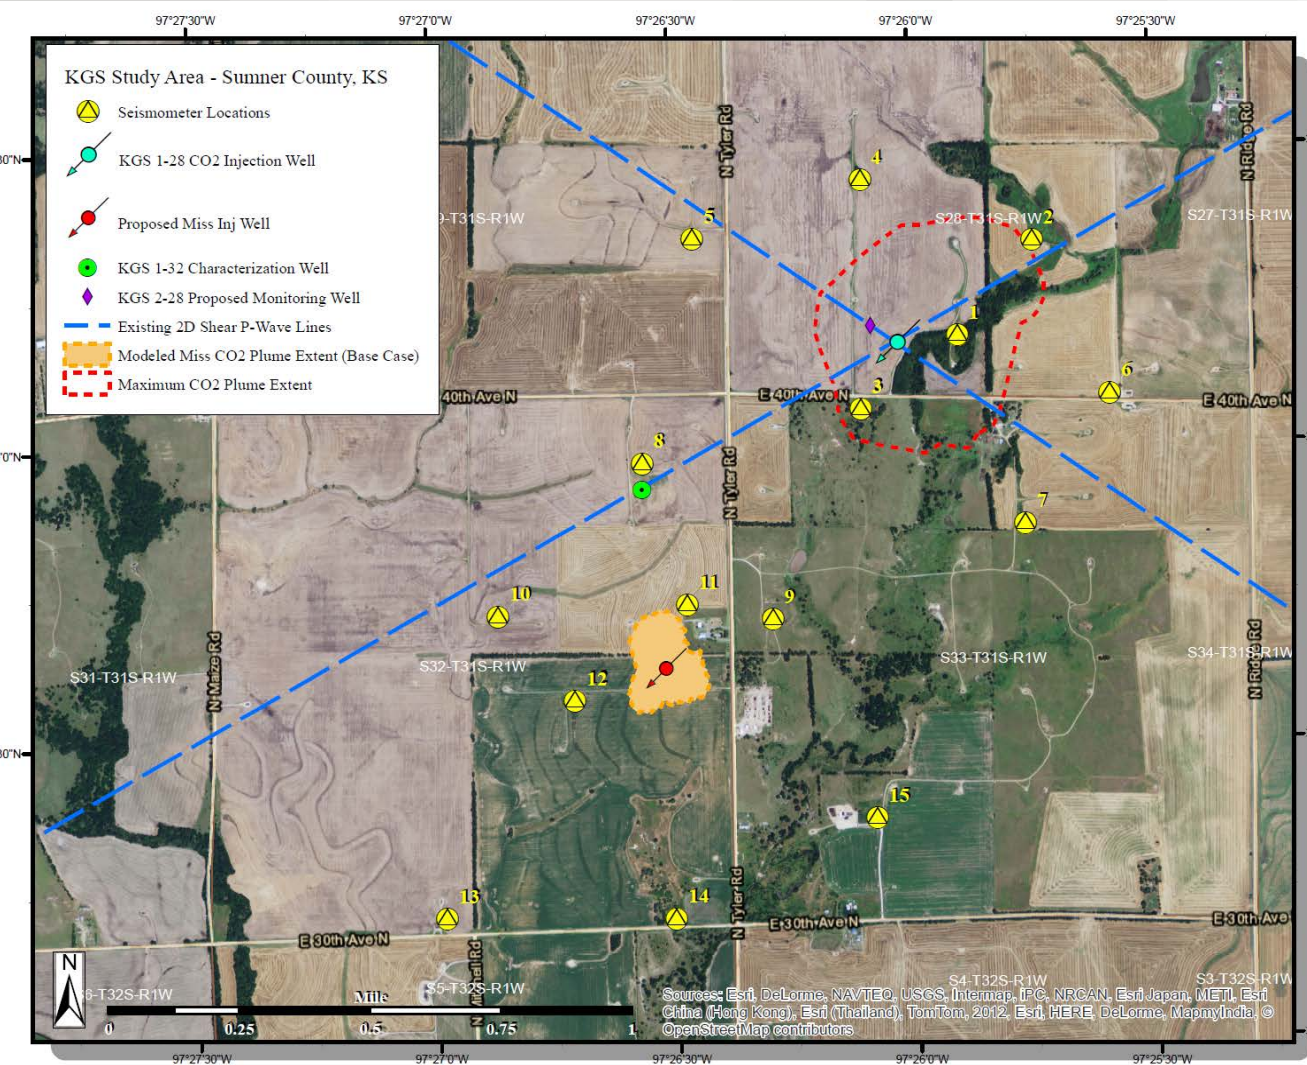 97°27'30"W
97°27'0"W
97°26'30"W
97°26'0"W
97°25'30"W
KGS Study Area - Sumner County, KS
Seismometer Locations
KGS 1-28 CO2 Injection Well
Proposed Miss Inj Well
KGS 1-32 Characterization Well
KGS 2-28 Proposed Monitoring Well
Existing 2D Shear P-Wave Lines
Modeled Miss CO2 Plume Extent (Base Case)
Maximum CO2 Plume Extent
N Tyler Rd
N Ridge Rd
4
5
9-T31S-R1W
S28-T31S-R1W
2
S27-T31S-R1W
1
6
3
40th Ave N
E 40th Ave N
E 40th Ave N
8
N Tyler Rd
7
10
11
9
N Maize Rd
S31-T31S R1W
S32-T31S-R1W
S33-T31S-R1W
S34-T31S-R1W
12
15
13
14
N Tyler Rd
E 30th Ave N
E 30th Ave N
E 30th Ave
N
6-T32S-R1W
S5-T32S-R1W
S4-T32S-R1W
S3-T32S-R1W
Mile
0
0.25
0.5
0.75
1
Sources: Esri, DeLorme, NAVTEQ, USGS, Intermap, iPC, NRCAN, Esri Japan, METI, Esri
China (Hong Kong), Esri (Thailand), TomTom, 2012, Esri, HERE, DeLorme, MapmyIndia, ©
OpenStreetMap contributors
97°27'30"W
97°27'0"W
97°26'30"W
97°26'0"W
97°25'30"W